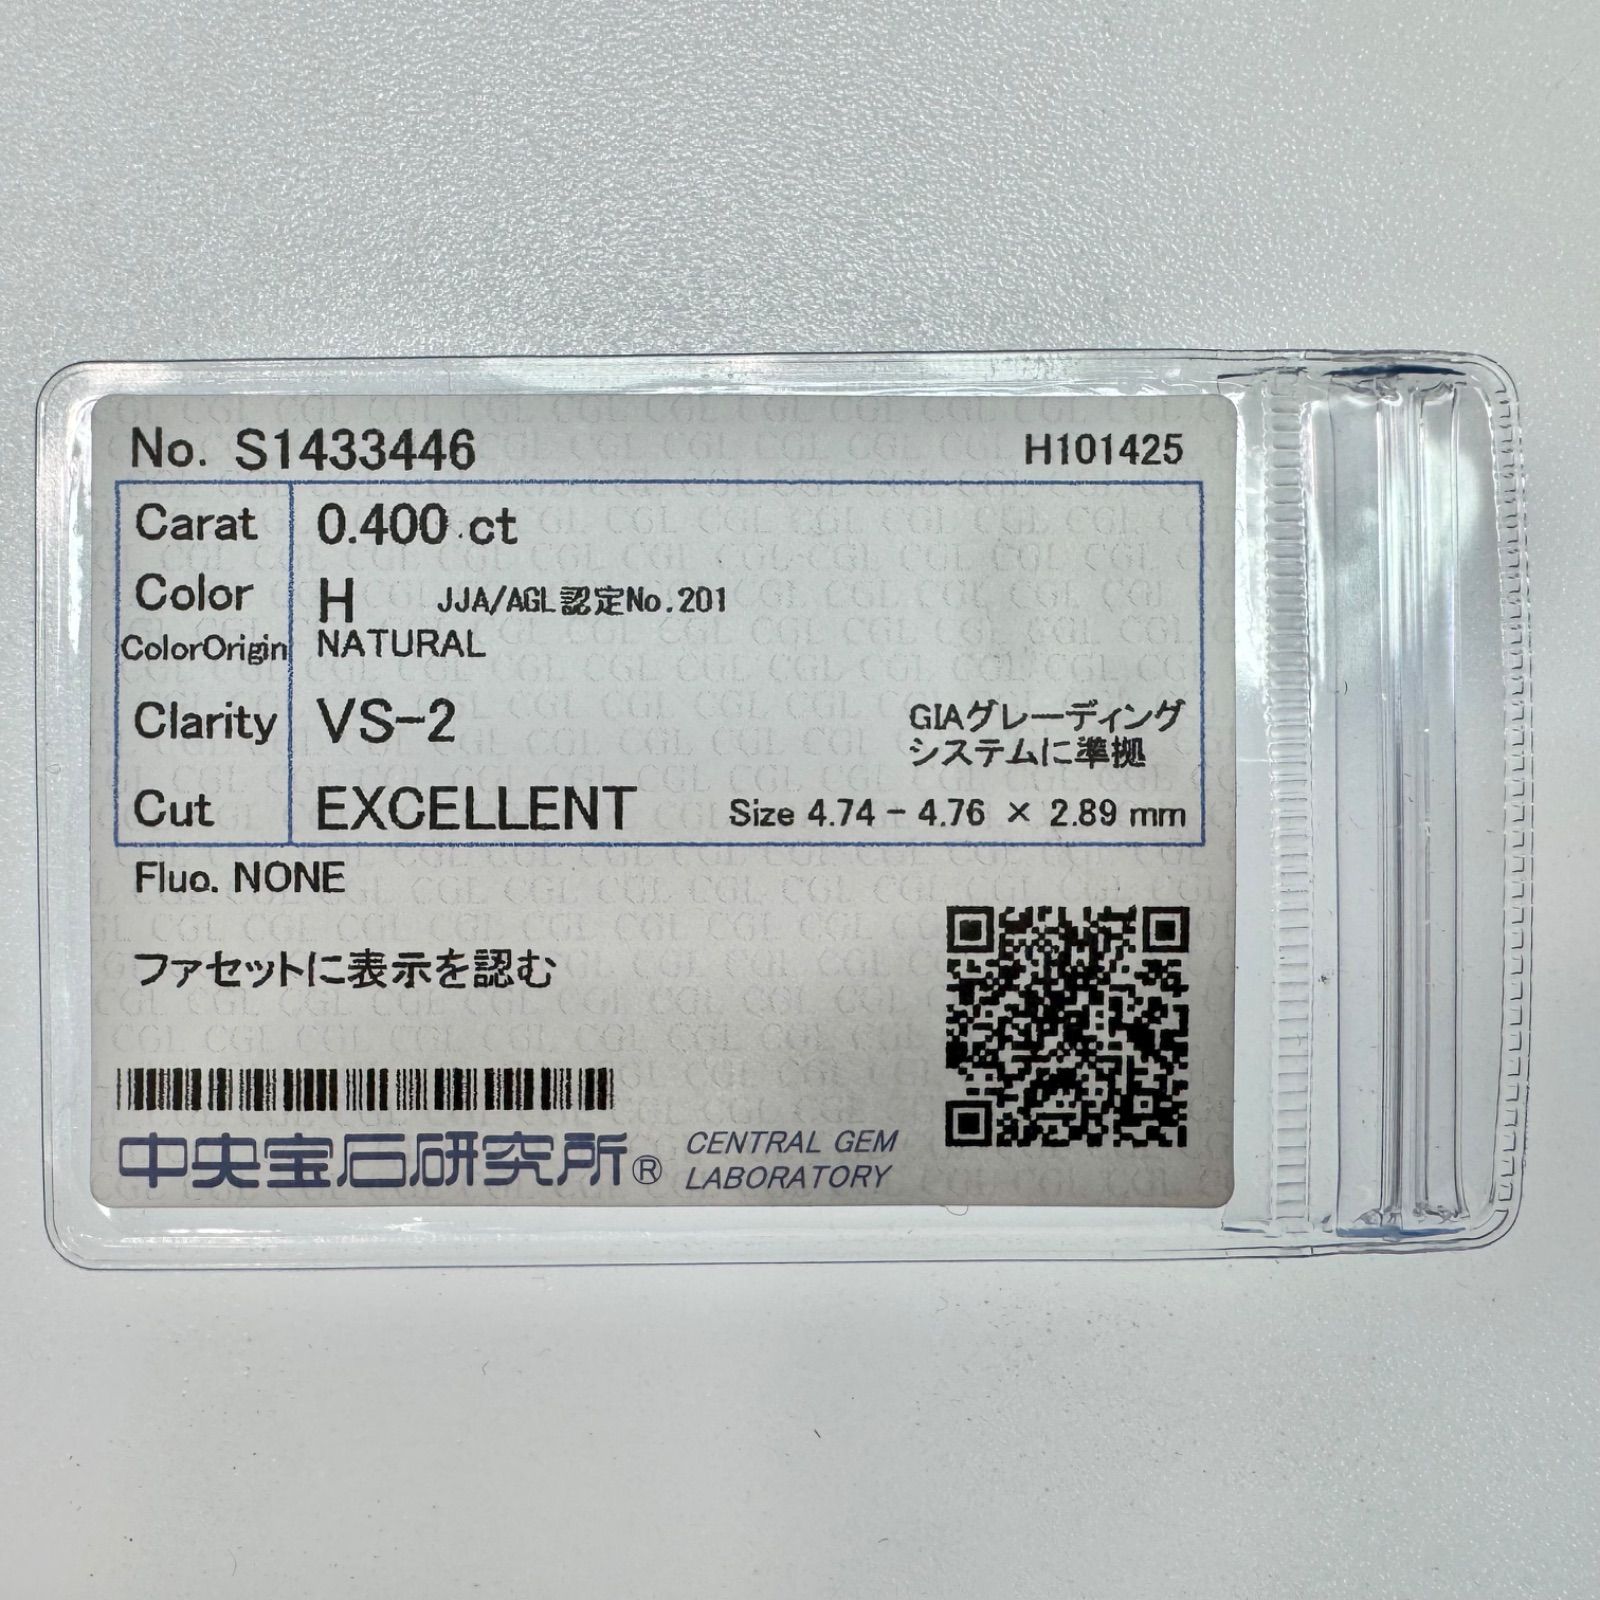 No. S1433446 H101425
Carat 0.400 ct
Color H JJA/AGL認定No.201
ColorOrigin NATURAL
Clarity VS-2 GIAグレーディング
システムに準拠
Cut EXCELLENT Size 4.74 - 4.76 × 2.89 mm
Fluo. NONE
ファセットに表示を認む
中央宝石研究所® CENTRAL GEM
LABORATORY